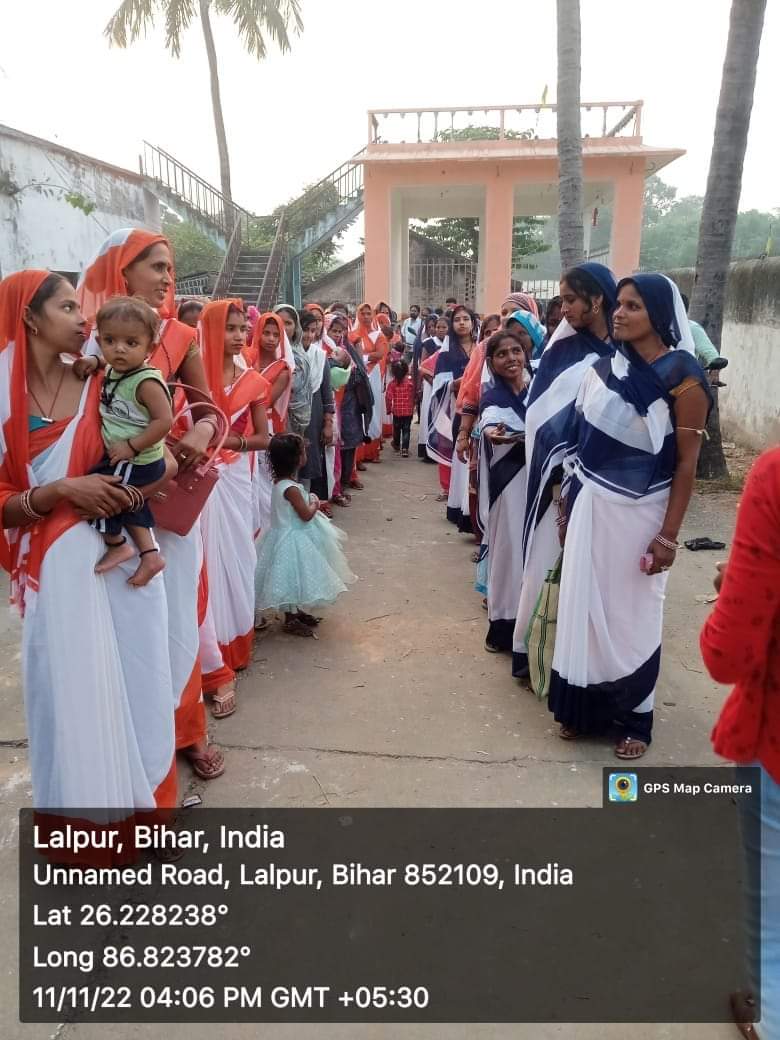 GPS Map Camera
Lalpur, Bihar, India
Unnamed Road, Lalpur, Bihar 852109, India
Lat 26.228238°
Long 86.823782°
11/11/22 04:06 PM GMT +05:30